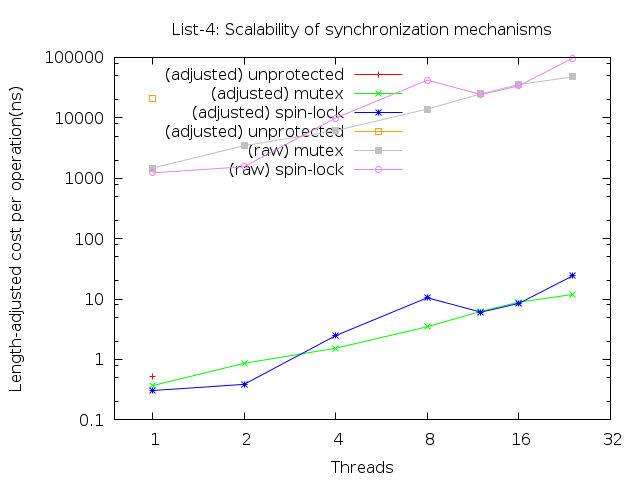 List-4: Scalability of synchronization mechanisms
100000
10000
1000
100
10
1
0.1
Length-adjusted cost per operation(ns)
(adjusted) unprotected
(adjusted) mutex
(adjusted) spin-lock
(adjusted) unprotected
(raw) mutex
(raw) spin-lock
1 2 4 8 16 32
Threads